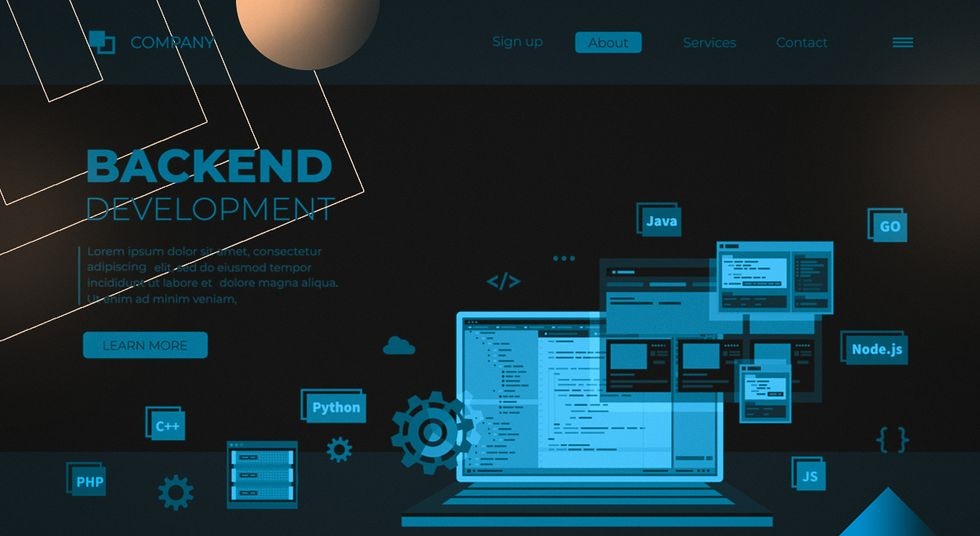 COMPANY
Sign up
About
Services
Contact
BACKEND
DEVELOPMENT
Lorem ipsum dolor sit amet, consectetur
adipiscing elit sed do eiusmod tempor
incididunt ut labore et dolore magna aliqua.
Ut enim ad minim veniam,
LEARN MORE
Java
GO
</>
Node.js
Python
C++
{ }
PHP
JS